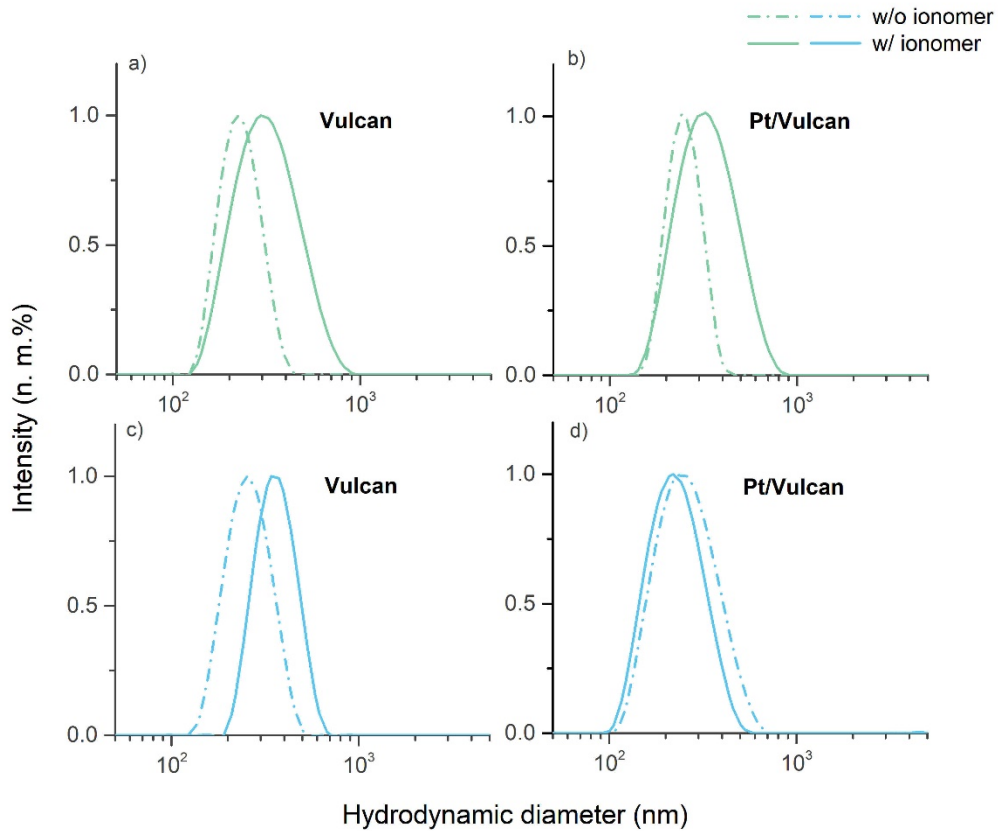 w/o ionomer
w/ ionomer
a)
Vulcan
1.0
0.5
0.0
10²
10³
b)
Pt/Vulcan
1.0
0.5
0.0
10²
10³
c)
Vulcan
1.0
0.5
0.0
10²
10³
d)
Pt/Vulcan
1.0
0.5
0.0
10²
10³
Intensity (n. m.%)
Hydrodynamic diameter (nm)